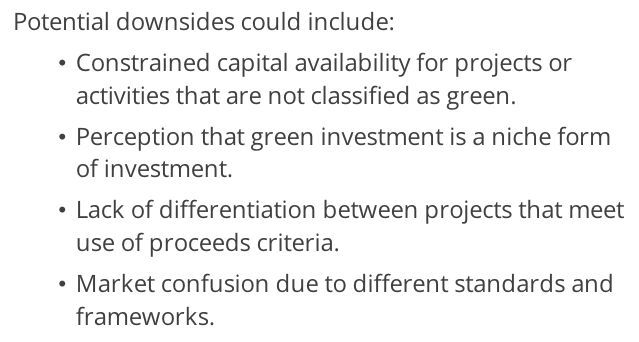 Potential downsides could include:
• Constrained capital availability for projects or
activities that are not classified as green.
• Perception that green investment is a niche form
of investment.
• Lack of differentiation between projects that meet
use of proceeds criteria.
• Market confusion due to different standards and
frameworks.